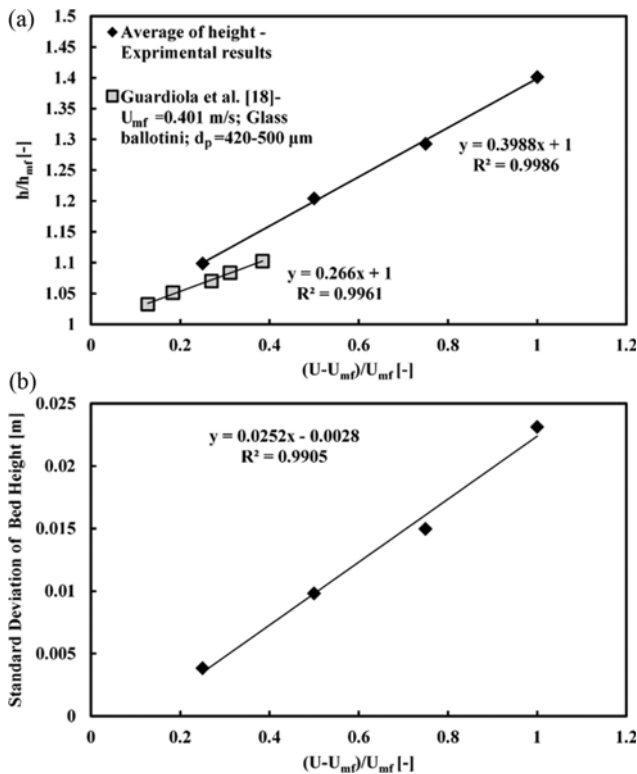 (a)
1.5
1.45
1.4
1.35
1.3
1.25
1.2
1.15
1.1
1.05
1
h/hmf [-]
Average of height -
Exprimental results
Guardiola et al. [18]-
Umf =0.401 m/s; Glass
ballotini; dp=420-500 µm
y = 0.3988x + 1
R² = 0.9986
y = 0.266x + 1
R² = 0.9961
0 0.2 0.4 0.6 0.8 1 1.2
(U-Umf)/Umf [-]
(b)
0.025
0.02
0.015
0.01
0.005
0
Standard Deviation of Bed Height [m]
y = 0.0252x - 0.0028
R² = 0.9905
0 0.2 0.4 0.6 0.8 1 1.2
(U-Umf)/Umf [-]